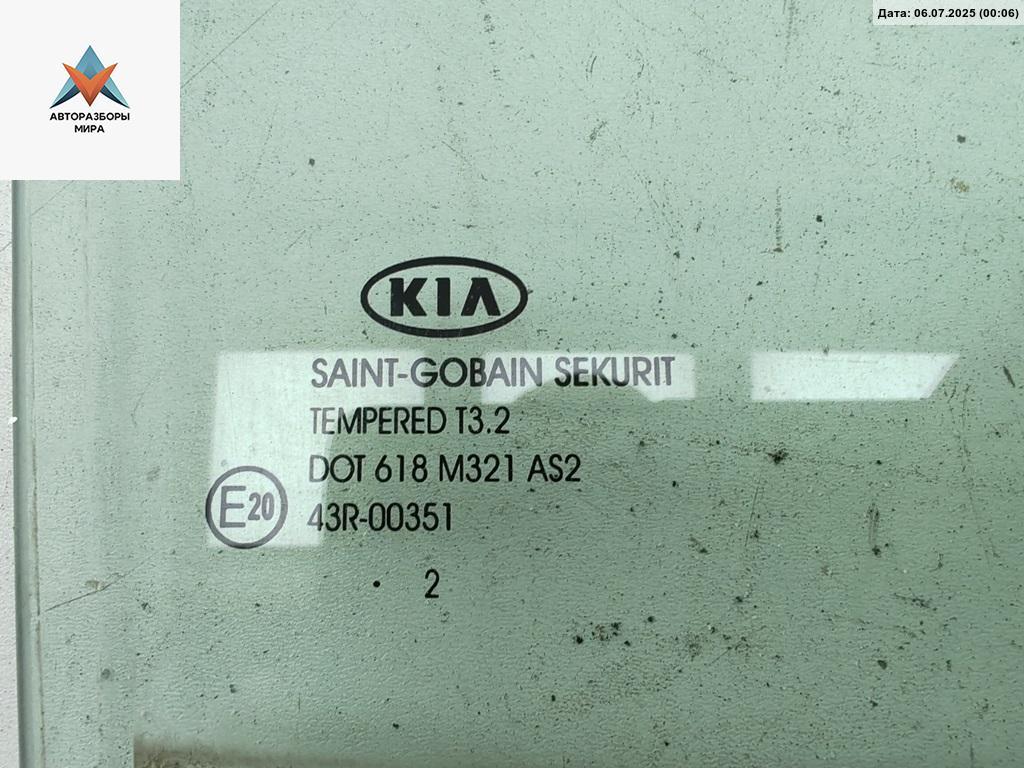 Дата: 06.07.2025 (00:06)
АВТОРАЗБОРЫ
МИРА
KIA
SAINT-GOBAIN SEKURIT
TEMPERED T3.2
DOT 618 M321 AS2
E20 43R-00351
. 2